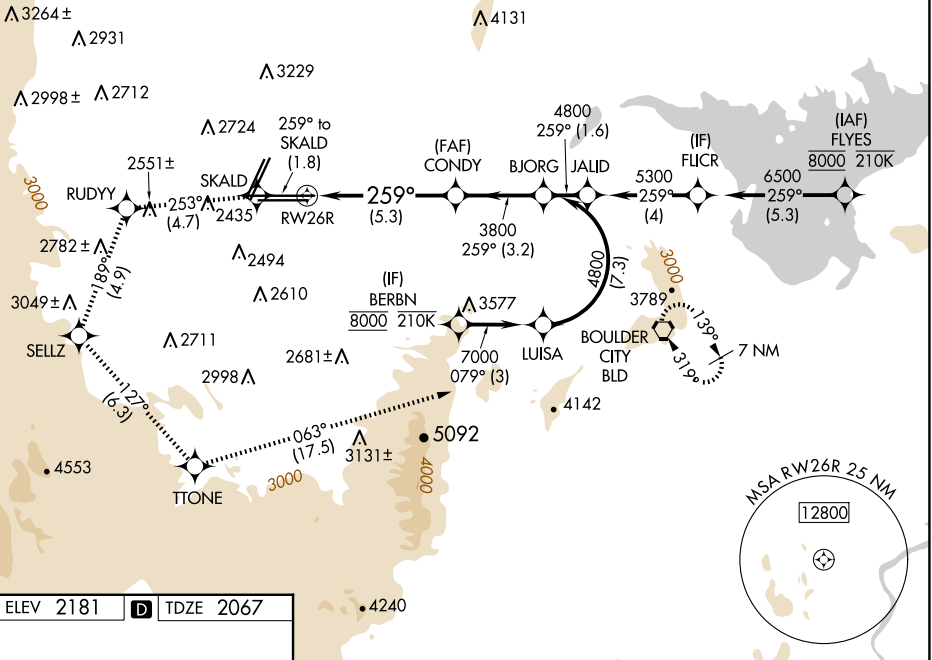 3264 ±
2931
4131
3229
2998 ±
2712
2724
259° to
SKALD
(1.8)
4800
259° (1.6)
(FAF)
CONDY
BJORG
JALID
(IF)
FLICR
(IAF)
FLYES
8000 210K
3000
2551 ±
RUDYY
SKALD
253°
(4.7)
2435
RW26R
259°
(5.3)
3800
259° (3.2)
5300
259°
(4)
6500
259°
(5.3)
2782 ±
189°
(4.9)
2494
2610
3049 ±
SELLZ
2711
2681 ±
2998
(IF)
BERBN
8000 210K
3577
7000
079° (3)
LUISA
4800
(7.3)
3000
3789
BOULDER
CITY
BLD
139°
319°
7 NM
4142
127°
(6.3)
063°
(17.5)
3131 ±
5092
4000
3000
4553
TTONE
MSA RW26R 25 NM
12800
ELEV 2181 D TDZE 2067
4240